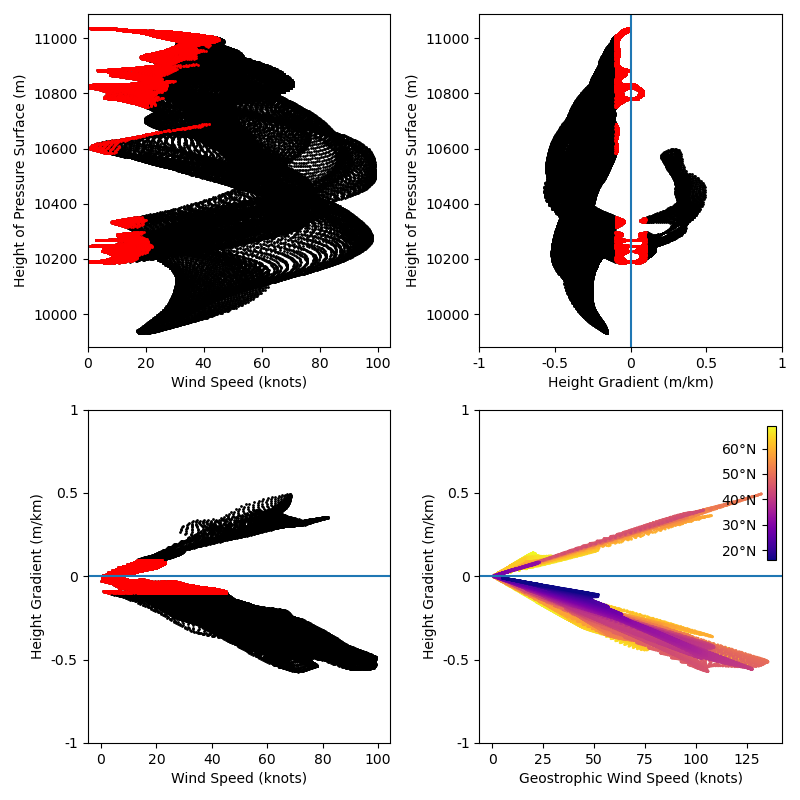 11000
10800
10600
10400
10200
10000
Height of Pressure Surface (m)
0 20 40 60 80 100
Wind Speed (knots)
11000
10800
10600
10400
10200
10000
Height of Pressure Surface (m)
-1 -0.5 0 0.5 1
Height Gradient (m/km)
1
0.5
0
-0.5
-1
Height Gradient (m/km)
0 20 40 60 80 100
Wind Speed (knots)
1
0.5
0
-0.5
-1
Height Gradient (m/km)
60°N
50°N
40°N
30°N
20°N
0 25 50 75 100 125
Geostrophic Wind Speed (knots)